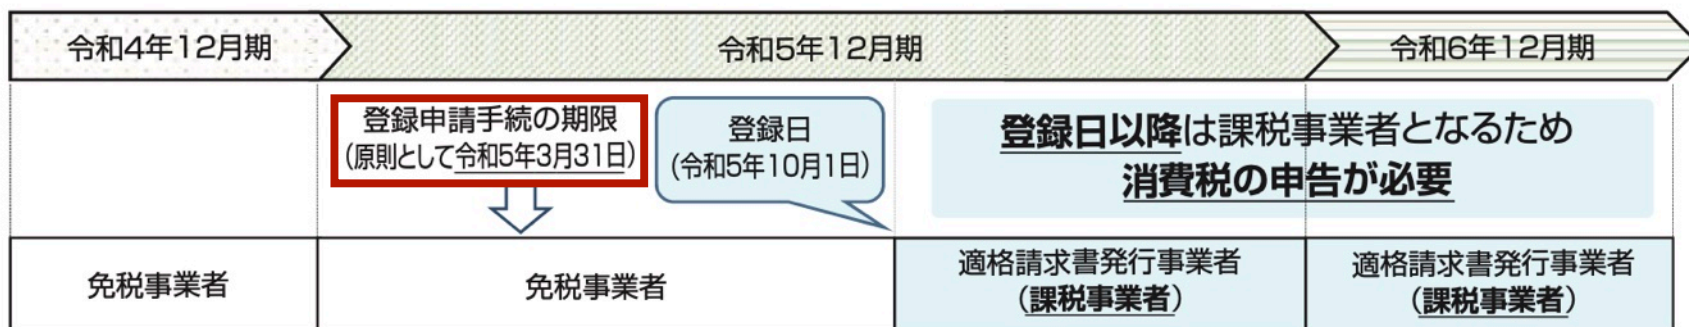 令和4年12月期
令和5年12月期
令和6年12月期
登録申請手続の期限
(原則として令和5年3月31日)
登録日
(令和5年10月1日)
登録日以降は課税事業者となるため
消費税の申告が必要
免税事業者
免税事業者
適格請求書発行事業者
(課税事業者)
適格請求書発行事業者
(課税事業者)